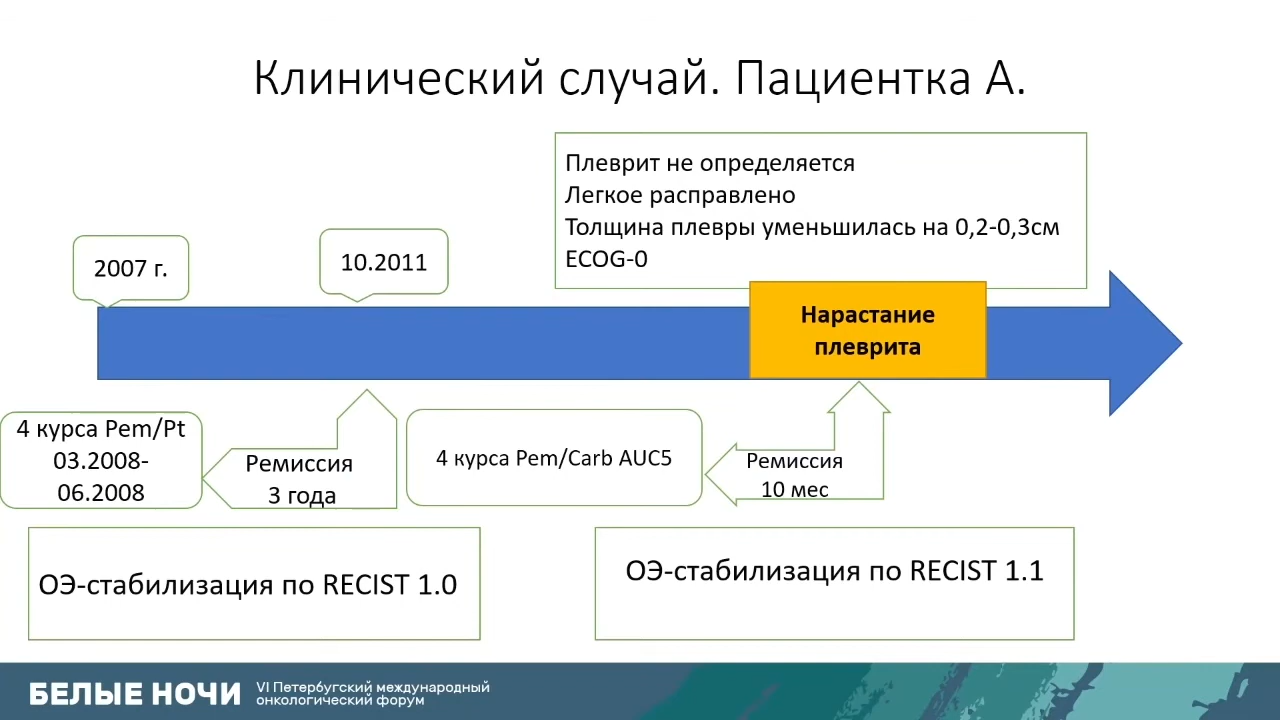 Клинический случай. Пациентка А.
Плеврит не определяется
Легкое расправлено
Толщина плевры уменьшилась на 0,2-0,3см
ECOG-0
2007 г.
10.2011
Нарастание
плеврита
4 курса Pem/Pt
03.2008-
06.2008
Ремиссия
3 года
4 курса Pem/Carb AUC5
Ремиссия
10 мес
ОЭ-стабилизация по RECIST 1.0
ОЭ-стабилизация по RECIST 1.1
БЕЛЫЕ НОЧИ
VI Петербургский международный
онкологический форум